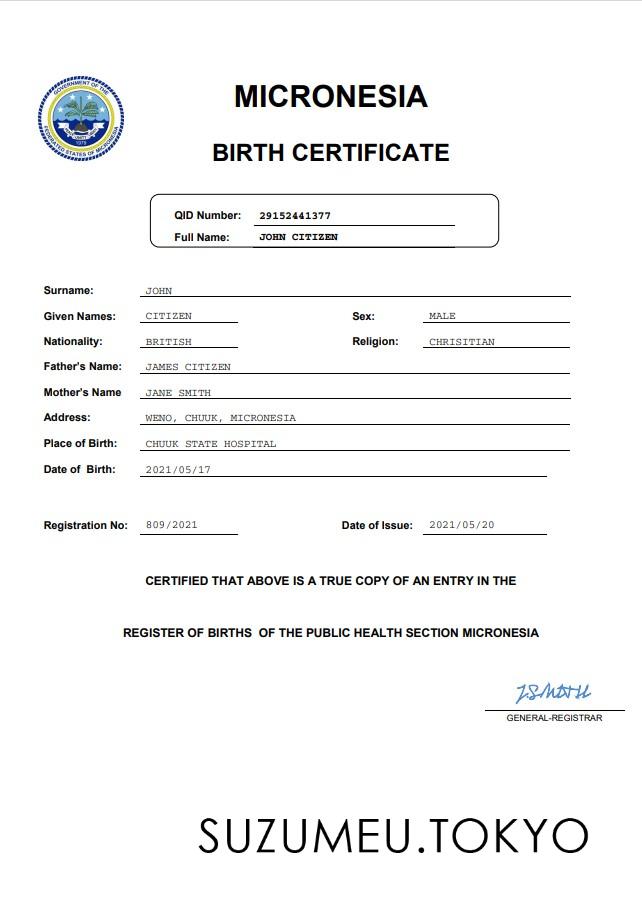 GOVERNMENT OF THE
FEDERATED STATES OF MICRONESIA
1979
MICRONESIA
BIRTH CERTIFICATE
QID Number: 29152441377
Full Name: JOHN CITIZEN
Surname: JOHN
Given Names: CITIZEN Sex: MALE
Nationality: BRITISH Religion: CHRISITIAN
Father's Name: JAMES CITIZEN
Mother's Name JANE SMITH
Address: WENO, CHUUK, MICRONESIA
Place of Birth: CHUUK STATE HOSPITAL
Date of Birth: 2021/05/17
Registration No: 809/2021 Date of Issue: 2021/05/20
CERTIFIED THAT ABOVE IS A TRUE COPY OF AN ENTRY IN THE
REGISTER OF BIRTHS OF THE PUBLIC HEALTH SECTION MICRONESIA
J.SMITH
GENERAL-REGISTRAR
SUZUMEU.TOKYO